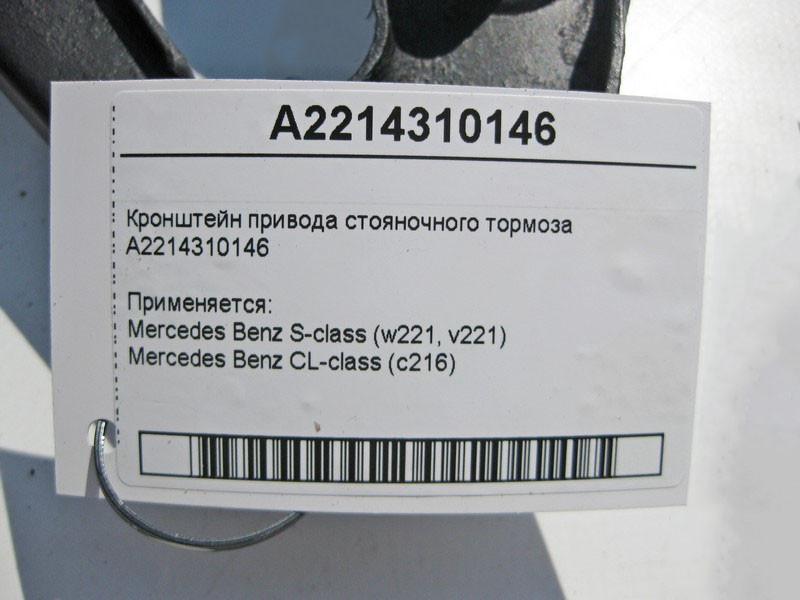 A2214310146
Кронштейн привода стояночного тормоза
A2214310146
Применяется:
Mercedes Benz S-class (w221, v221)
Mercedes Benz CL-class (c216)